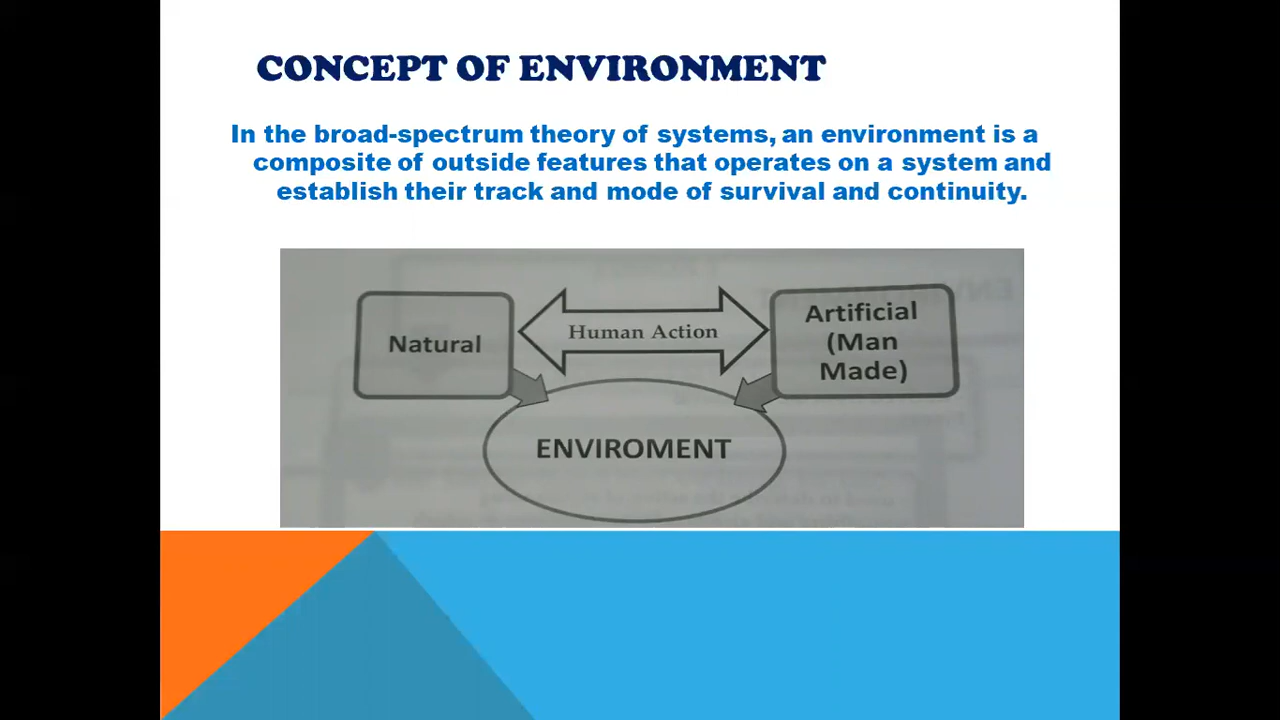 CONCEPT OF ENVIRONMENT
In the broad-spectrum theory of systems, an environment is a
composite of outside features that operates on a system and
establish their track and mode of survival and continuity.
Natural
Human Action
Artificial
(Man
Made)
ENVIROMENT